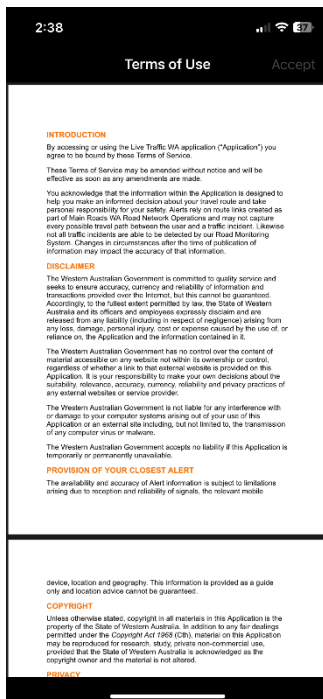 2:38
37
Terms of Use
Accept
INTRODUCTION
By accessing or using the Live Traffic WA application ("Application") you
agree to be bound by these Terms of Service.
These Terms of Service may be amended without notice and will be
effective as soon as any amendments are made.
You acknowledge that the information within the Application is designed to
help you make an informed decision about your travel route and take
personal responsibility for your safety. Alerts rely on route links created as
part of Main Roads WA Road Network Operations and may not capture
every possible travel path between the user and a traffic incident. Likewise
not all traffic incidents are able to be detected by our Road Monitoring
System. Changes in circumstances after the time of publication of
information may impact the accuracy of that information.
DISCLAIMER
The Western Australian Government is committed to quality service and
seeks to ensure accuracy, currency and reliability of information and
transactions provided over the Internet, but this cannot be guaranteed.
Accordingly, to the fullest extent permitted by law, the State of Western
Australia and its officers and employees expressly disclaim and are
released from any liability (including in respect of negligence) arising from
any loss, damage, personal injury, cost or expense caused by the use of, or
reliance on, the Application and the information contained in it.
The Western Australian Government has no control over the content of
material accessible on any website not within its ownership or control,
regardless of whether a link to that external website is provided on this
Application. It is your responsibility to make your own decisions about the
suitability, relevance, accuracy, currency, reliability and privacy practices of
any external websites or service provider.
The Western Australian Government is not liable for any interference with
or damage to your computer systems arising out of your use of this
Application or an external site including, but not limited to, the transmission
of any computer virus or malware.
The Western Australian Government accepts no liability if this Application is
temporarily or permanently unavailable.
PROVISION OF YOUR CLOSEST ALERT
The availability and accuracy of Alert information is subject to limitations
arising due to reception and reliability of signals, the relevant mobile
device, location and geography. This information is provided as a guide
only and location advice cannot be guaranteed.
COPYRIGHT
Unless otherwise stated, copyright in all materials in this Application is the
property of the State of Western Australia. In addition to any fair dealings
permitted under the Copyright Act 1968 (Cth), material on this Application
may be reproduced for research, study, private non-commercial use,
provided that the State of Western Australia is acknowledged as the
copyright owner and the material is not altered.
PRIVACY